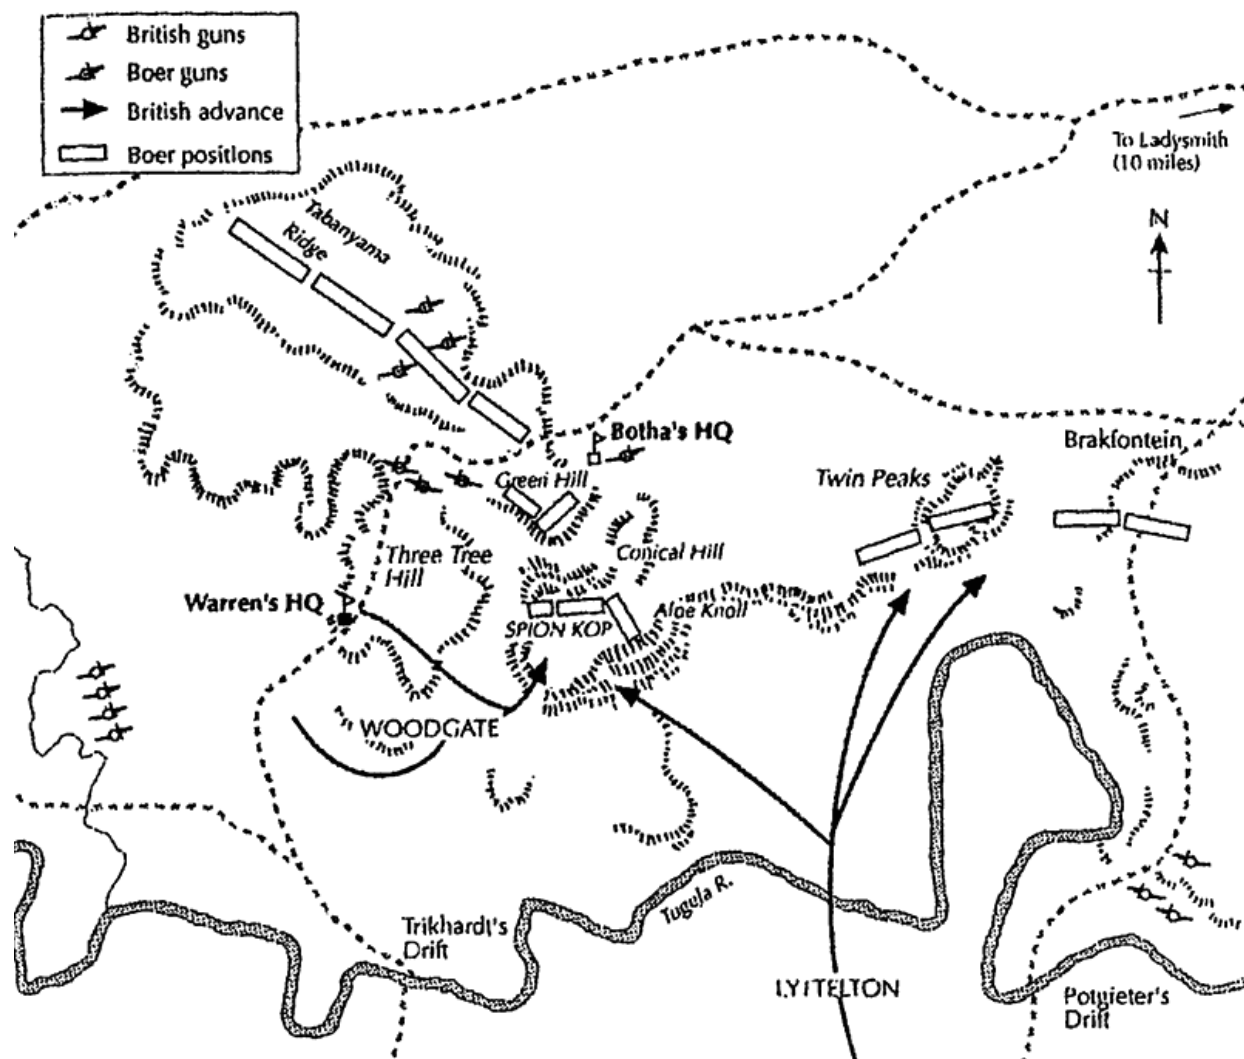 British guns
Boer guns
British advance
Boer positions
To Ladysmith
(10 miles)
N
Tabanyama
Ridge
Botha's HQ
Brakfontein
Green Hill
Twin Peaks
Conical Hill
Three Tree
Hill
Warren's HQ
SPION KOP
Aloe Knoll
WOODGATE
Tugela R.
Trikhardt's
Drift
LYTTELTON
Potgieter's
Drift